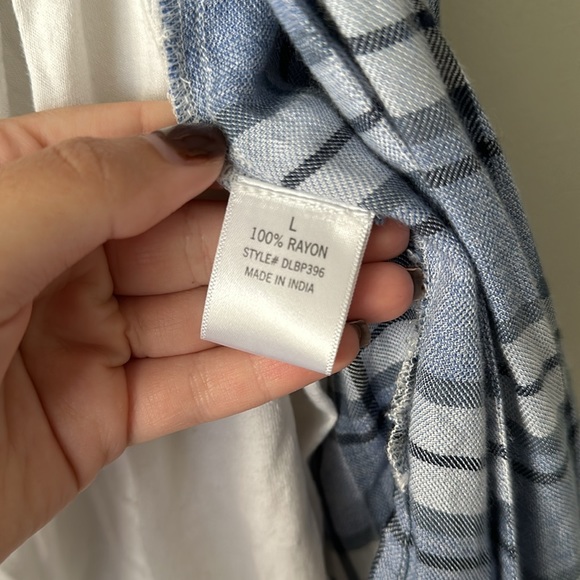 L
100% RAYON
STYLE# DLBP396
MADE IN INDIA